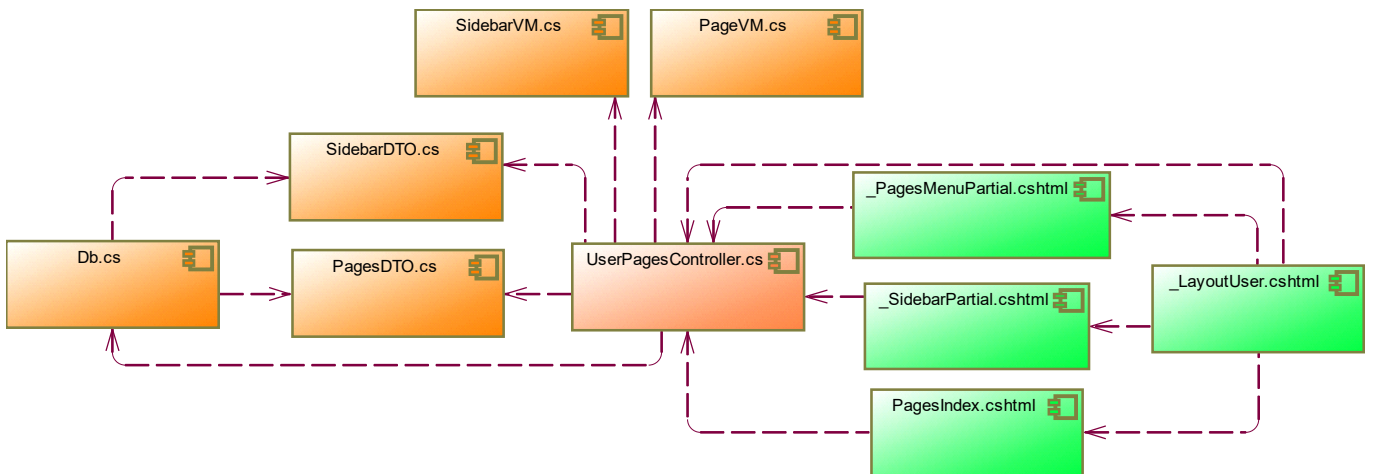 SidebarVM.cs
PageVM.cs
SidebarDTO.cs
_PagesMenuPartial.cshtml
Db.cs
PagesDTO.cs
UserPagesController.cs
_SidebarPartial.cshtml
_LayoutUser.cshtml
PagesIndex.cshtml